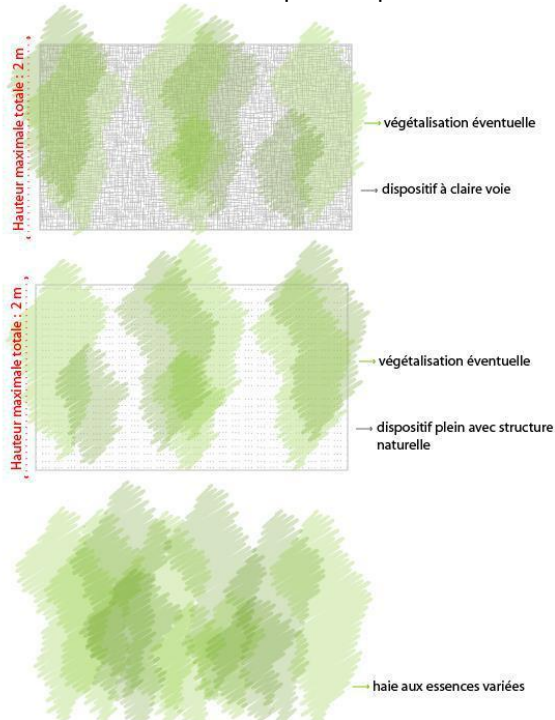 Hauteur maximale totale : 2 m
végétalisation éventuelle
dispositif à claire voie
Hauteur maximale totale : 2 m
végétalisation éventuelle
dispositif plein avec structure
naturelle
haie aux essences variées